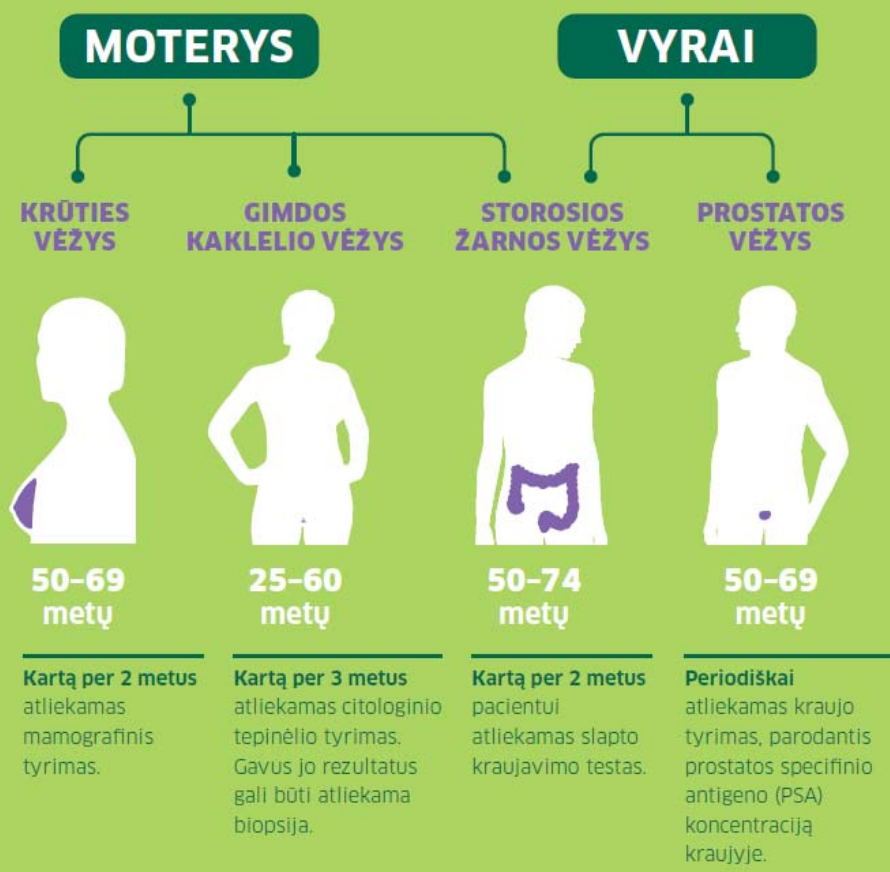 MOTERYS
VYRAI
KRŪTIES
VĖŽYS
GIMDOS
KAKLELIO VĖŽYS
STOROSIOS
ŽARNOS VĖŽYS
PROSTATOS
VĖŽYS
50–69
metų
25–60
metų
50–74
metų
50–69
metų
Kartą per 2 metus
atliekamas
mamografinis
tyrimas.
Kartą per 3 metus
atliekamas citologinio
tepinėlio tyrimas.
Gavus jo rezultatus
gali būti atliekama
biopsija.
Kartą per 2 metus
pacientui
atliekamas slapto
kraujavimo testas.
Periodiškai
atliekamas kraujo
tyrimas, parodantis
prostatos specifinio
antigeno (PSA)
koncentraciją
kraujyje.